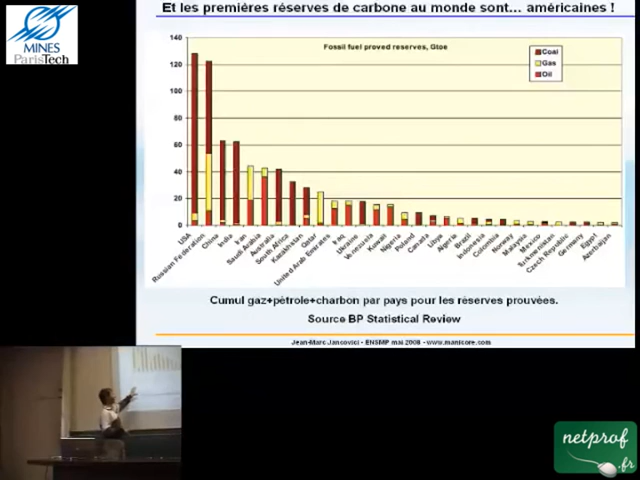 Et les premières réserves de carbone au monde sont... américaines !
MINES
ParisTech
Fossil fuel proved reserves, Gtoe
Coal
Gas
Oil
140
120
100
80
60
40
20
0
USA
Russian Federation
China
India
Iran
Saudi Arabia
Australia
South Africa
Kazakhstan
Qatar
United Arab Emirates
Iraq
Ukraine
Venezuela
Kuwait
Nigeria
Poland
Canada
Libya
Algeria
Brazil
Indonesia
Colombia
Norway
Malaysia
Mexico
Turkmenistan
Czech Republic
Germany
Egypt
Azerbaijan
Cumul gaz+pétrole+charbon par pays pour les réserves prouvées.
Source BP Statistical Review
Jean-Marc Jancovici - ENSMP mai 2008 - www.manicore.com
netprof
.fr